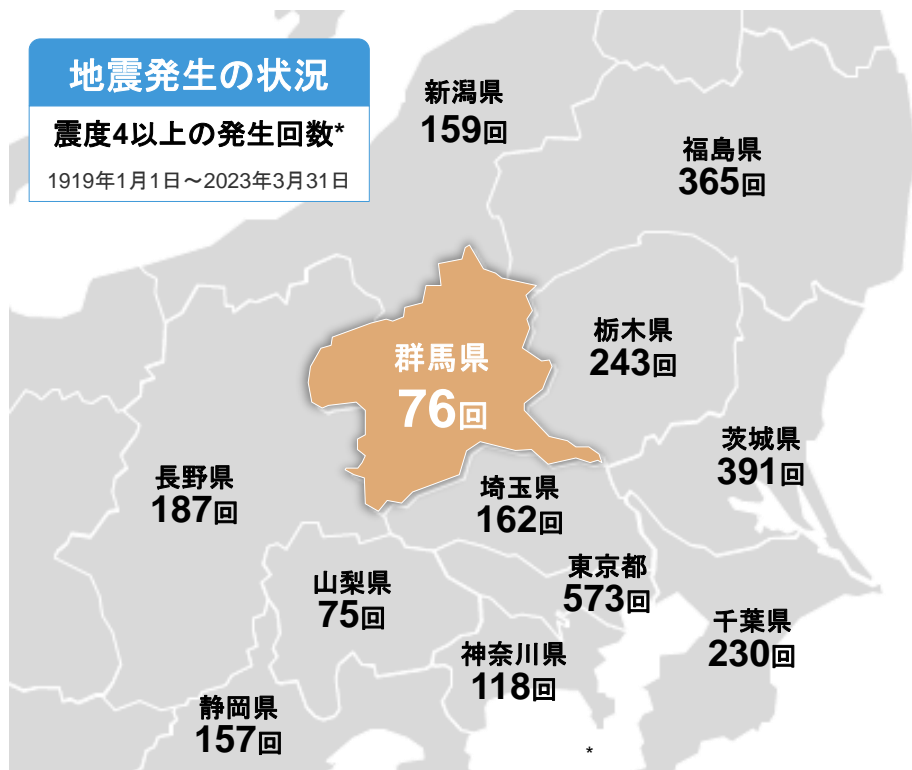 地震発生の状況
震度4以上の発生回数*
1919年1月1日～2023年3月31日
新潟県
159回
福島県
365回
栃木県
243回
群馬県
76回
茨城県
391回
長野県
187回
埼玉県
162回
東京都
573回
山梨県
75回
千葉県
230回
神奈川県
118回
静岡県
157回
*